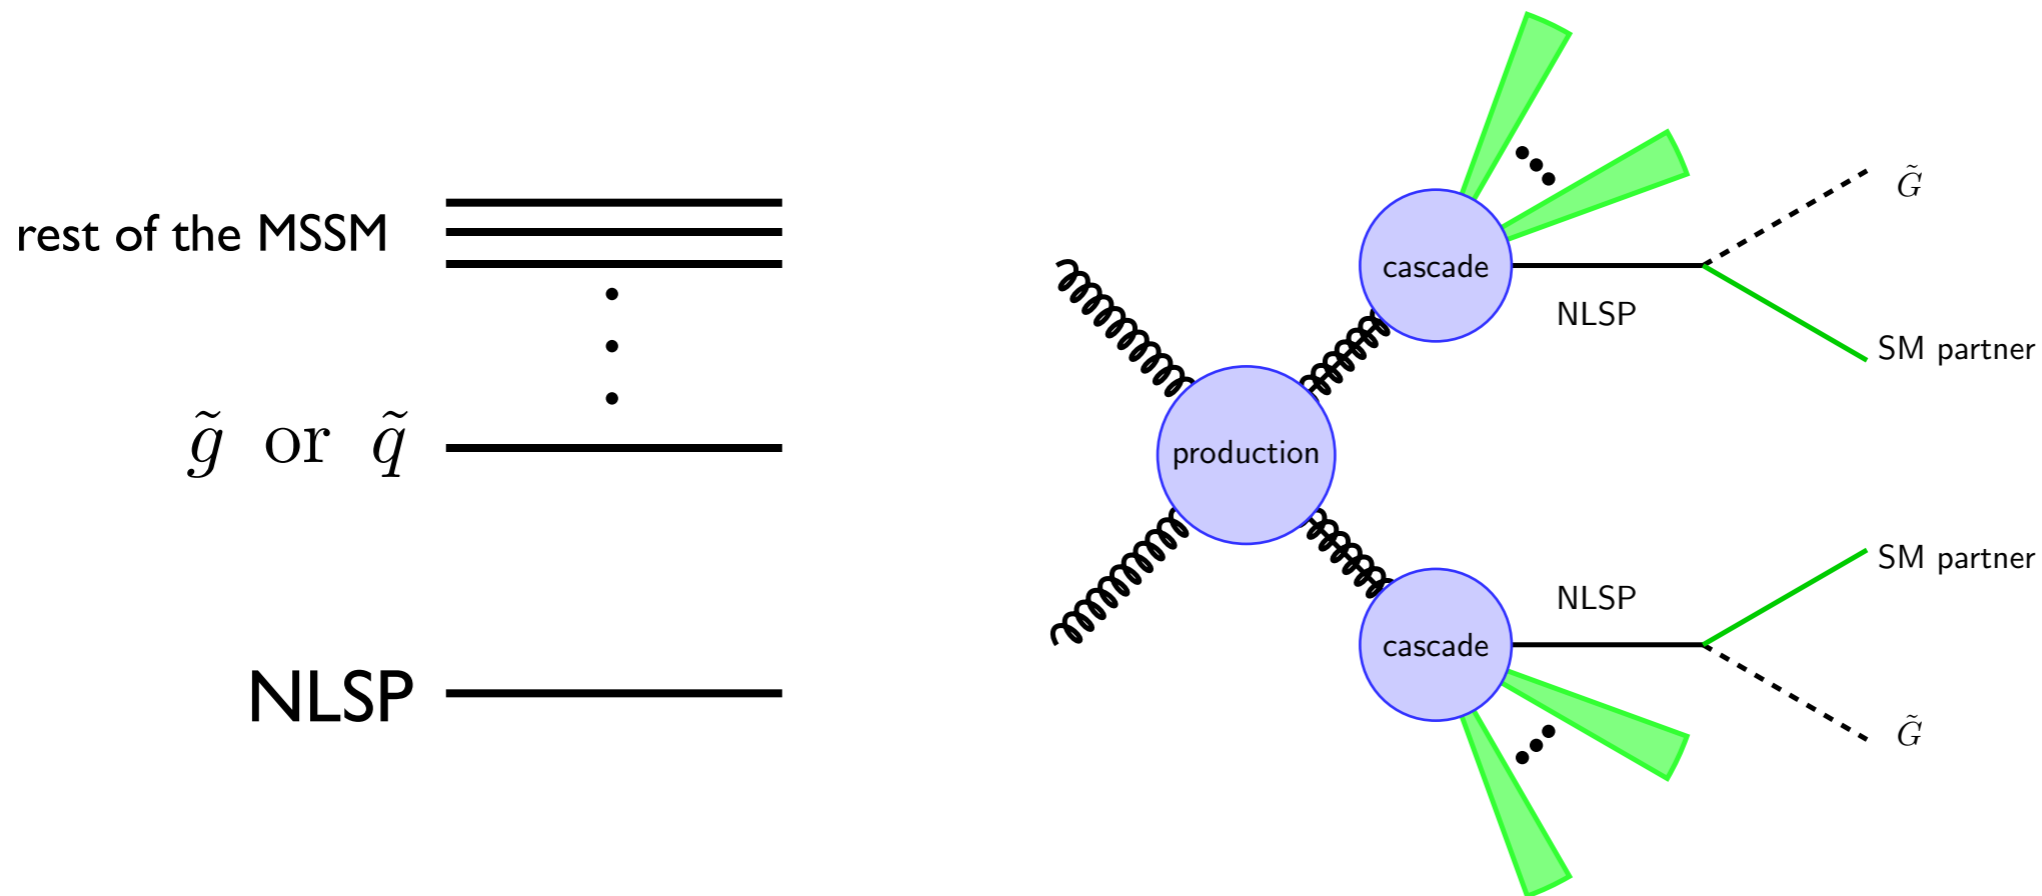 rest of the MSSM
g̃ or q̃
NLSP
production
cascade
NLSP
G̃
SM partner
cascade
NLSP
SM partner
G̃